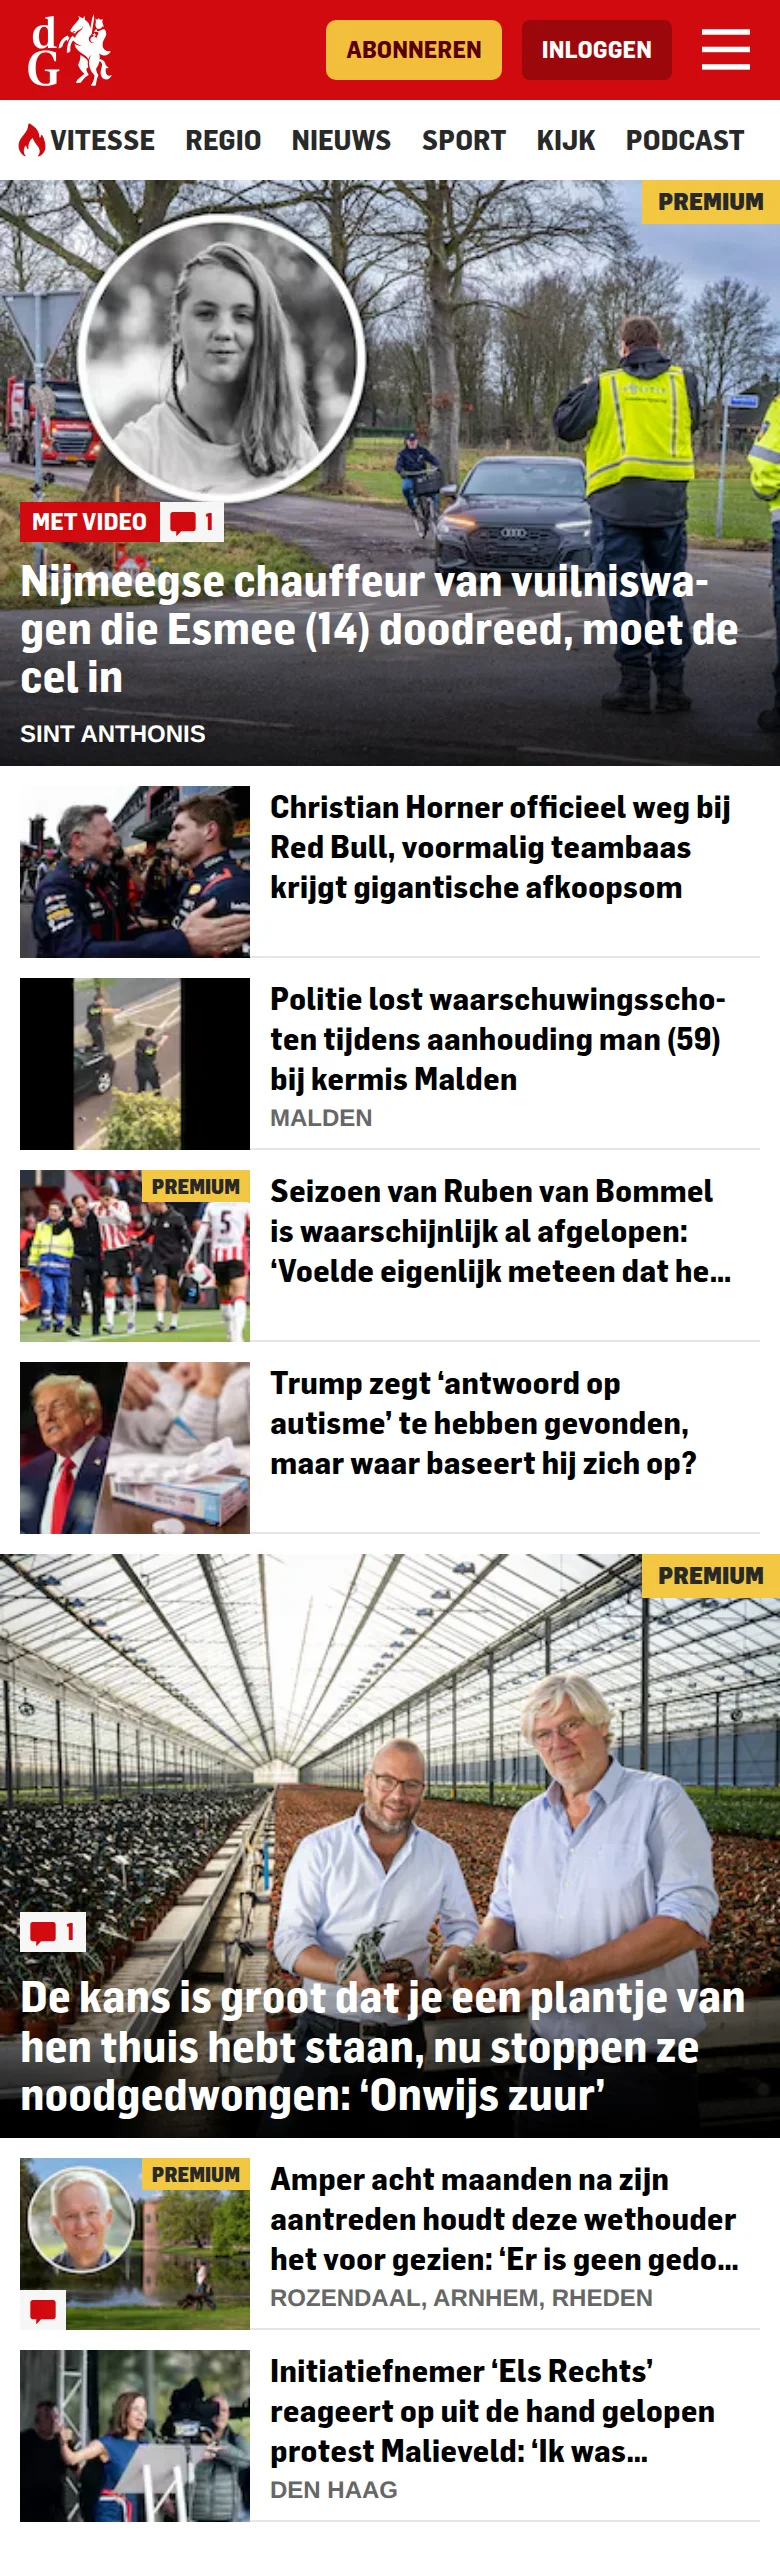 dG
ABONNEREN
INLOGGEN
VITESSE
REGIO
NIEUWS
SPORT
KIJK
PODCAST
PREMIUM
MET VIDEO
1
Nijmeegse chauffeur van vuilniswa-
gen die Esmee (14) doodreed, moet de
cel in
SINT ANTHONIS
Christian Horner officieel weg bij
Red Bull, voormalig teambaas
krijgt gigantische afkoopsom
Politie lost waarschuwingsscho-
ten tijdens aanhouding man (59)
bij kermis Malden
MALDEN
PREMIUM
5
Seizoen van Ruben van Bommel
is waarschijnlijk al afgelopen:
‘Voelde eigenlijk meteen dat he...
Trump zegt ‘antwoord op
autisme’ te hebben gevonden,
maar waar baseert hij zich op?
PREMIUM
1
De kans is groot dat je een plantje van
hen thuis hebt staan, nu stoppen ze
noodgedwongen: ‘Onwijs zuur’
PREMIUM
Amper acht maanden na zijn
aantreden houdt deze wethouder
het voor gezien: ‘Er is geen gedo...
ROZENDAAL, ARNHEM, RHEDEN
Initiatiefnemer ‘Els Rechts’
reageert op uit de hand gelopen
protest Malieveld: ‘Ik was...
DEN HAAG